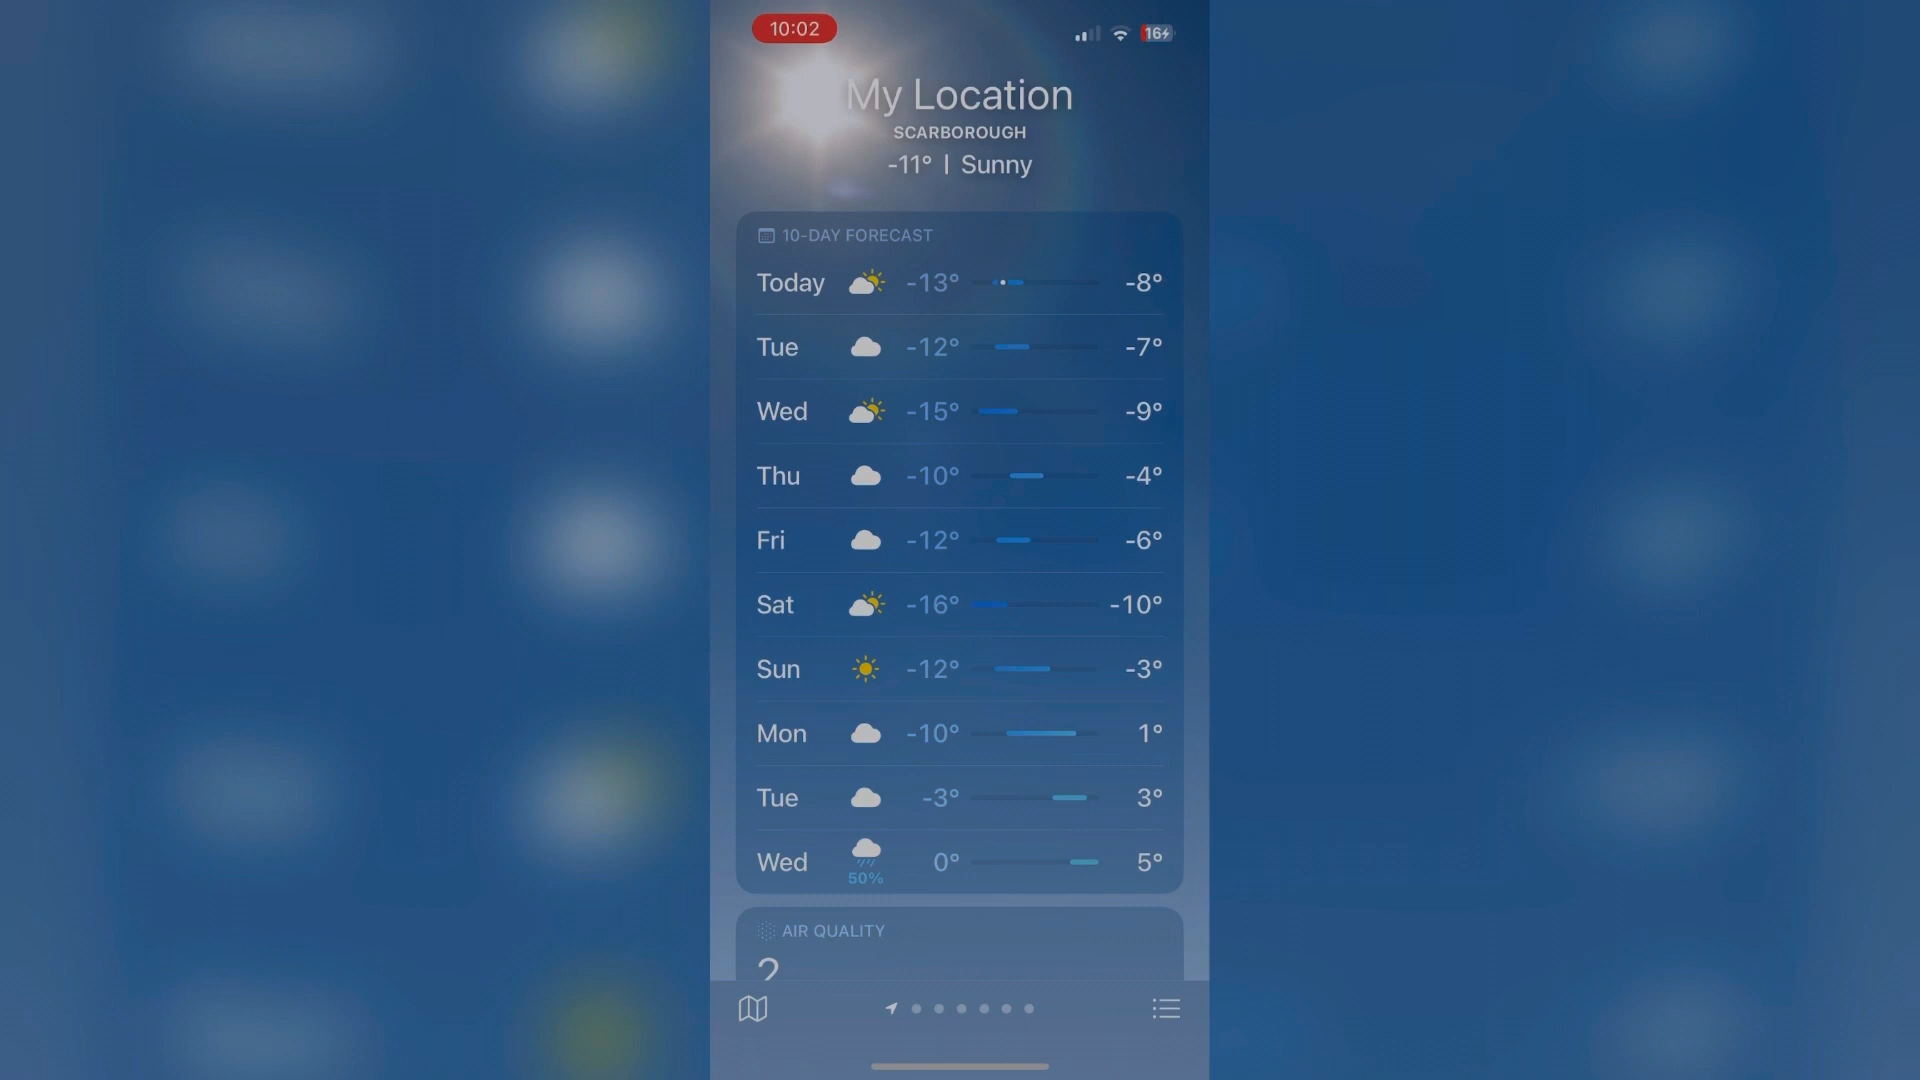 10:02
16
My Location
SCARBOROUGH
-11° | Sunny
10-DAY FORECAST
Today -13° -8°
Tue -12° -7°
Wed -15° -9°
Thu -10° -4°
Fri -12° -6°
Sat -16° -10°
Sun -12° -3°
Mon -10° 1°
Tue -3° 3°
Wed 50% 0° 5°
AIR QUALITY
2